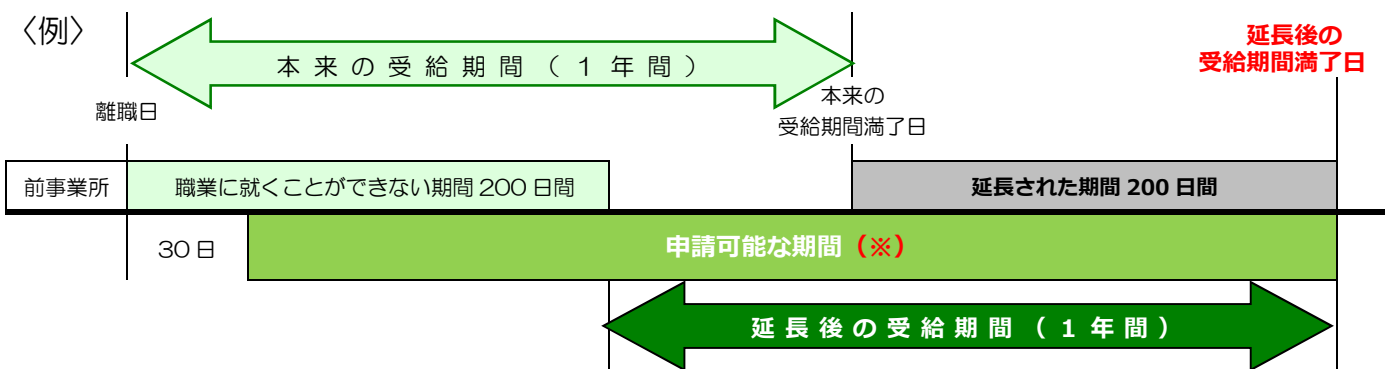 〈例〉
本来の受給期間（１年間）
延長後の
受給期間満了日
離職日
本来の
受給期間満了日
前事業所
職業に就くことができない期間 200 日間
延長された期間 200 日間
30 日
申請可能な期間（※）
延長後の受給期間（１年間）